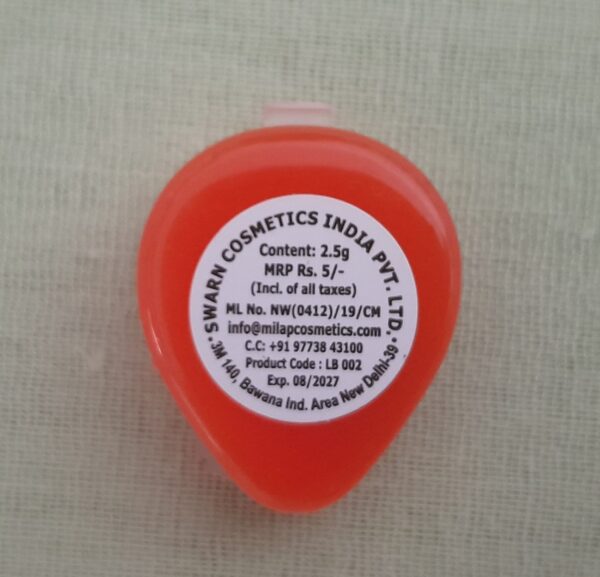 • SWARN COSMETICS INDIA PVT. LTD. •
Content: 2.5g
MRP Rs. 5/-
(Incl. of all taxes)
ML No. NW(0412)/19/CM
info@milapcosmetics.com
C.C: +91 97738 43100
Product Code : LB 002
Exp. 08/2027
3M 140, Bawana Ind. Area New Delhi-39